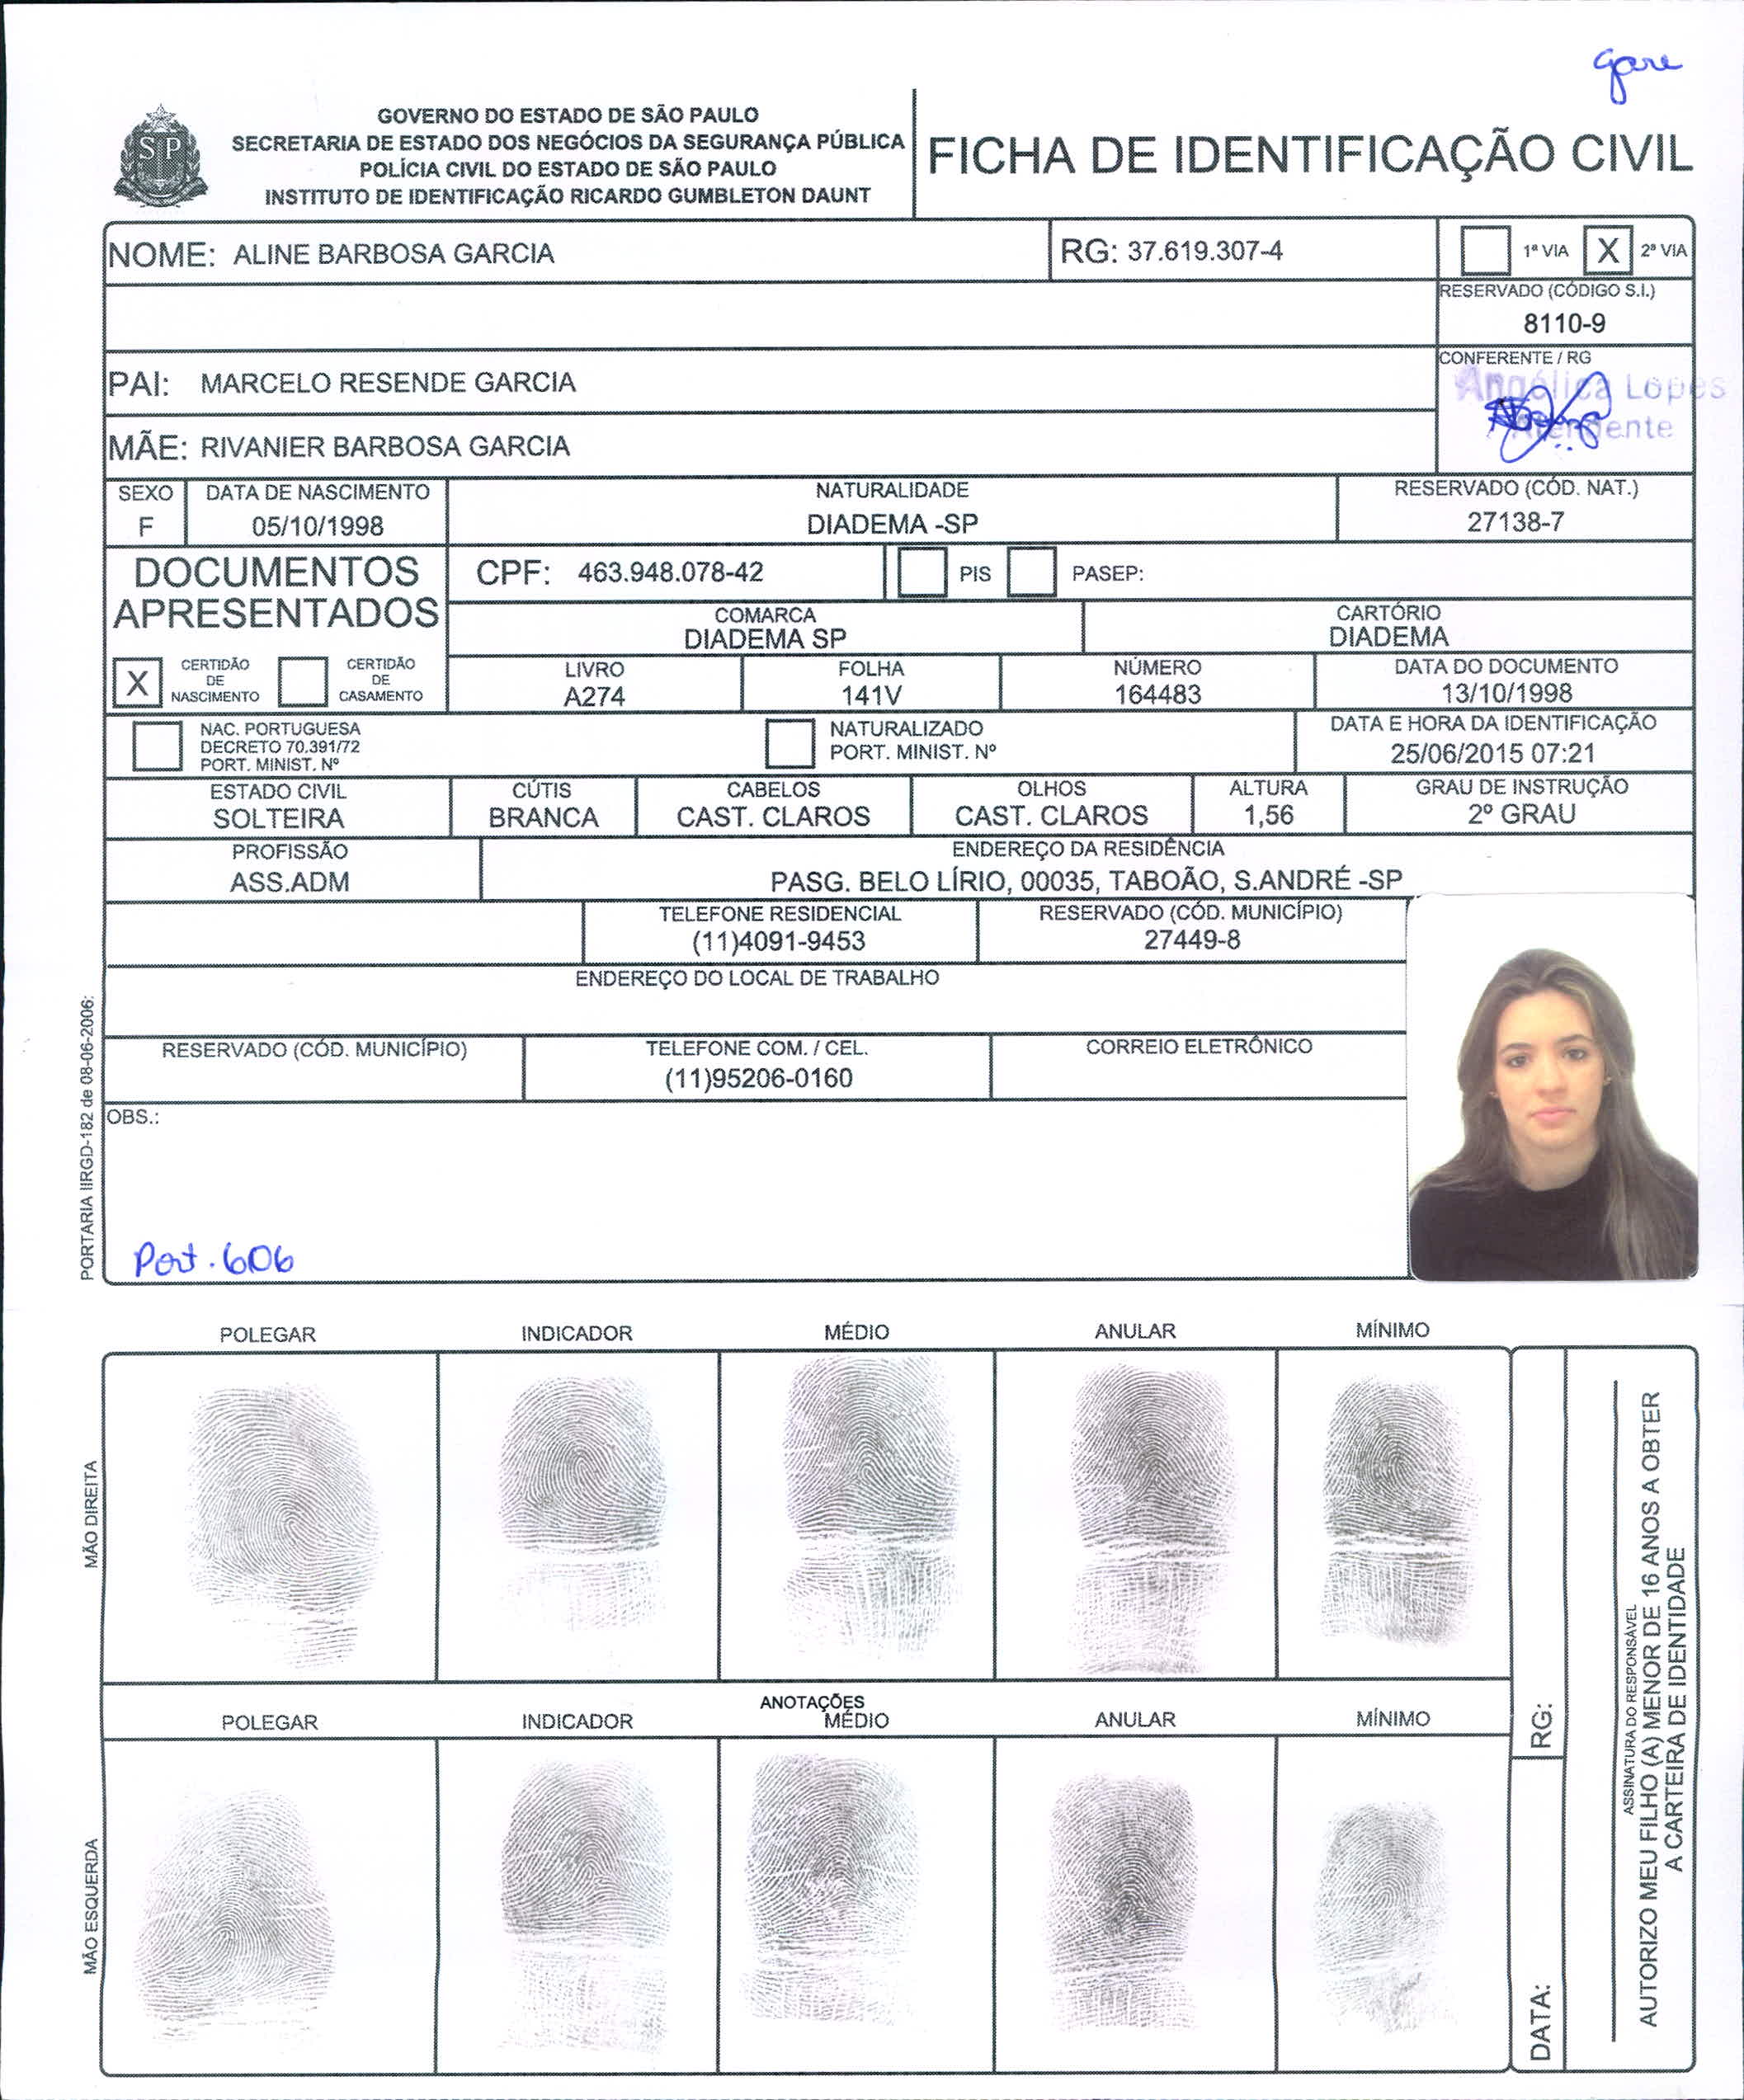 gare
GOVERNO DO ESTADO DE SÃO PAULO
SECRETARIA DE ESTADO DOS NEGÓCIOS DA SEGURANÇA PÚBLICA
POLÍCIA CIVIL DO ESTADO DE SÃO PAULO
INSTITUTO DE IDENTIFICAÇÃO RICARDO GUMBLETON DAUNT
SP
FICHA DE IDENTIFICAÇÃO CIVIL
NOME: ALINE BARBOSA GARCIA RG: 37.619.307-4 1ª VIA X 2ª VIA
RESERVADO (CÓDIGO S.I.)
8110-9
PAI: MARCELO RESENDE GARCIA
CONFERENTE / RG
Angélica Lopes
Atendente
MÃE: RIVANIER BARBOSA GARCIA
SEXO DATA DE NASCIMENTO NATURALIDADE RESERVADO (CÓD. NAT.)
F 05/10/1998 DIADEMA -SP 27138-7
DOCUMENTOS
APRESENTADOS
CPF: 463.948.078-42 PIS PASEP:
COMARCA CARTÓRIO
DIADEMA SP DIADEMA
X CERTIDÃO
DE
NASCIMENTO
CERTIDÃO
DE
CASAMENTO
LIVRO FOLHA NÚMERO DATA DO DOCUMENTO
A274 141V 164483 13/10/1998
NAC. PORTUGUESA
DECRETO 70.391/72
PORT. MINIST. Nº
NATURALIZADO
PORT. MINIST. Nº
DATA E HORA DA IDENTIFICAÇÃO
25/06/2015 07:21
ESTADO CIVIL CÚTIS CABELOS OLHOS ALTURA GRAU DE INSTRUÇÃO
SOLTEIRA BRANCA CAST. CLAROS CAST. CLAROS 1,56 2º GRAU
PROFISSÃO ENDEREÇO DA RESIDÊNCIA
ASS.ADM PASG. BELO LÍRIO, 00035, TABOÃO, S.ANDRÉ -SP
TELEFONE RESIDENCIAL RESERVADO (CÓD. MUNICÍPIO)
(11)4091-9453 27449-8
ENDEREÇO DO LOCAL DE TRABALHO
RESERVADO (CÓD. MUNICÍPIO) TELEFONE COM. / CEL. CORREIO ELETRÔNICO
(11)95206-0160
OBS.:
Port. 606
PORTARIA IIRGD-182 de 08-06-2006:
POLEGAR INDICADOR MÉDIO ANULAR MÍNIMO
MÃO DIREITA
ANOTAÇÕES
POLEGAR INDICADOR MÉDIO ANULAR MÍNIMO
MÃO ESQUERDA
RG:
DATA:
ASSINATURA DO RESPONSÁVEL
AUTORIZO MEU FILHO (A) MENOR DE 16 ANOS A OBTER
A CARTEIRA DE IDENTIDADE